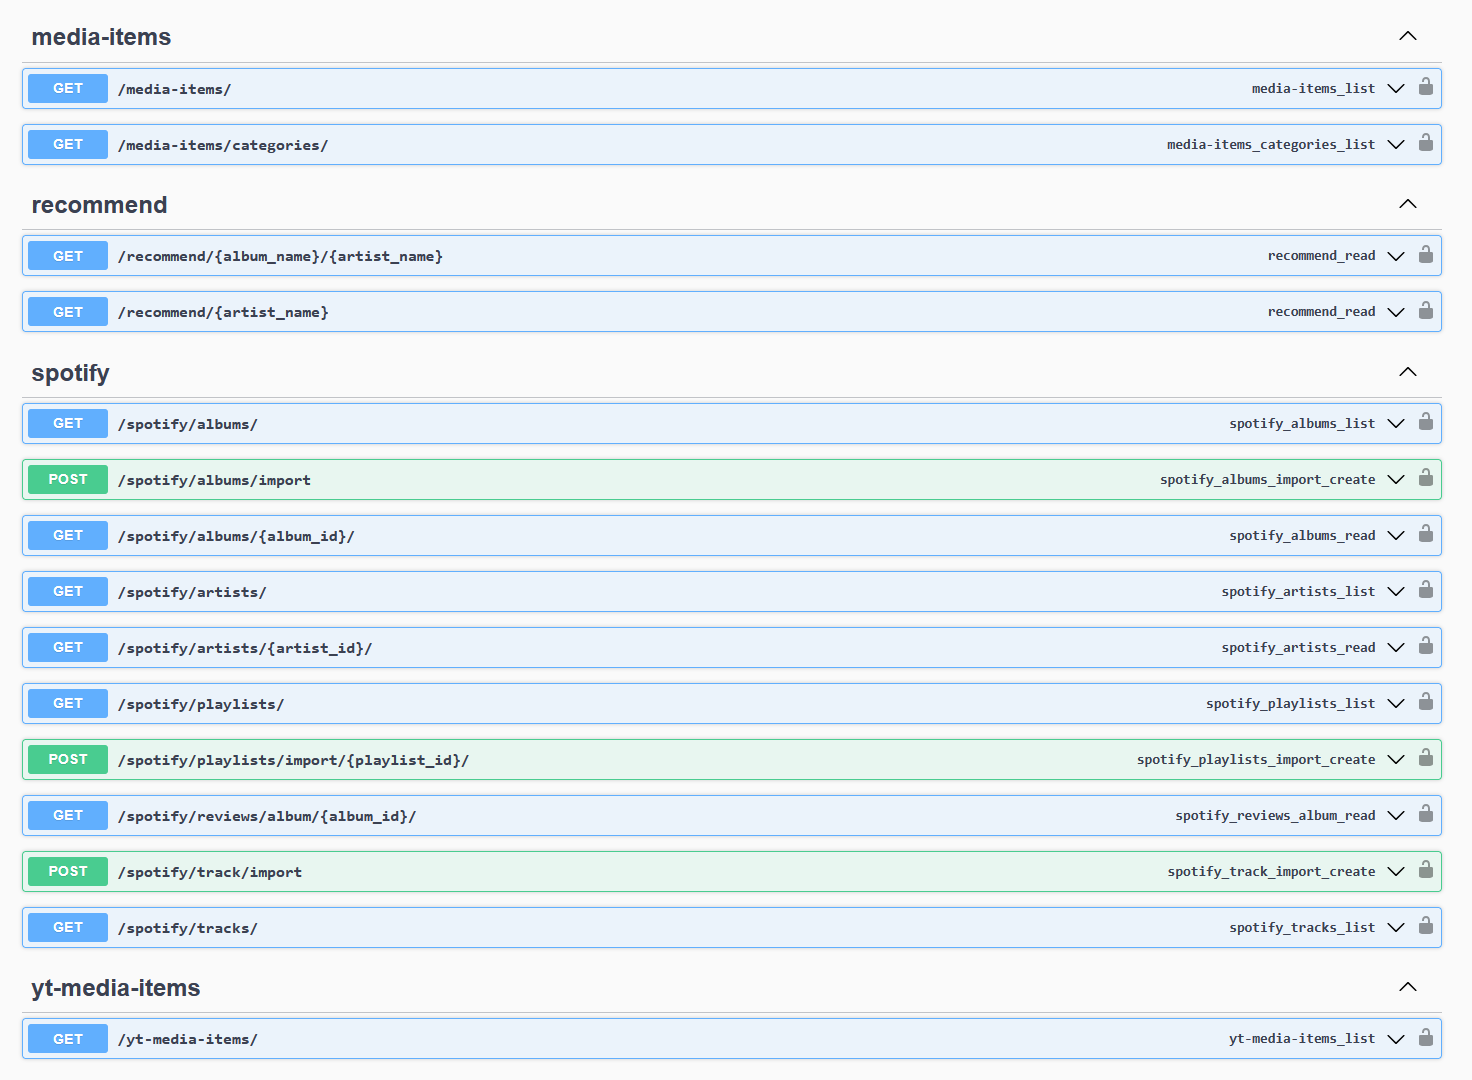 media-items
GET /media-items/ media-items_list
GET /media-items/categories/ media-items_categories_list
recommend
GET /recommend/{album_name}/{artist_name} recommend_read
GET /recommend/{artist_name} recommend_read
spotify
GET /spotify/albums/ spotify_albums_list
POST /spotify/albums/import spotify_albums_import_create
GET /spotify/albums/{album_id}/ spotify_albums_read
GET /spotify/artists/ spotify_artists_list
GET /spotify/artists/{artist_id}/ spotify_artists_read
GET /spotify/playlists/ spotify_playlists_list
POST /spotify/playlists/import/{playlist_id}/ spotify_playlists_import_create
GET /spotify/reviews/album/{album_id}/ spotify_reviews_album_read
POST /spotify/track/import spotify_track_import_create
GET /spotify/tracks/ spotify_tracks_list
yt-media-items
GET /yt-media-items/ yt-media-items_list